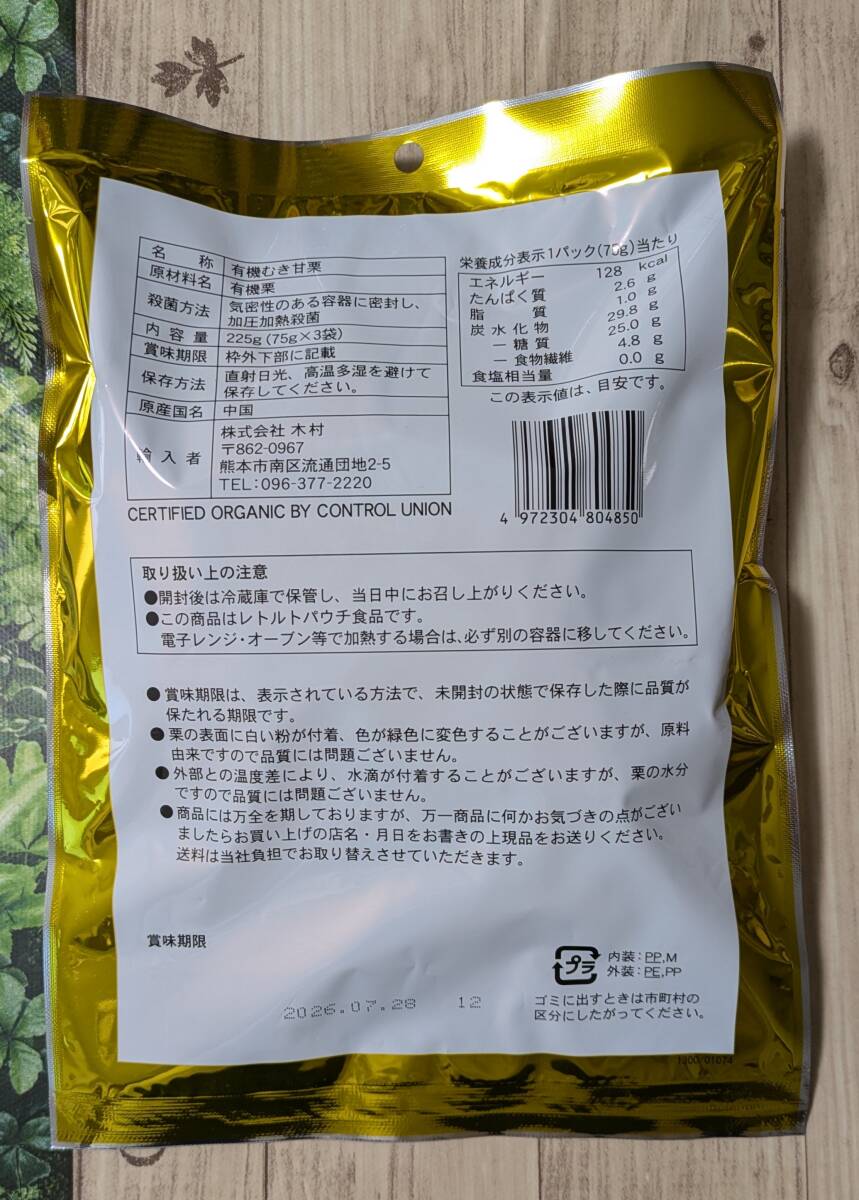 名称 有機むき甘栗
原材料名 有機栗
殺菌方法 気密性のある容器に密封し、
加圧加熱殺菌
内容量 225g (75g×3袋)
賞味期限 枠外下部に記載
保存方法 直射日光、高温多湿を避けて
保存してください。
原産国名 中国
輸入者 株式会社 木村
〒862-0967
熊本市南区流通団地2-5
TEL:096-377-2220
CERTIFIED ORGANIC BY CONTROL UNION
栄養成分表示1パック(75g)当たり
エネルギー 128 kcal
たんぱく質 2.6 g
脂質 1.0 g
炭水化物 29.8 g
―糖質 25.0 g
―食物繊維 4.8 g
食塩相当量 0.0 g
この表示値は、目安です。
4 972304 804850
取り扱い上の注意
●開封後は冷蔵庫で保管し、当日中にお召し上がりください。
●この商品はレトルトパウチ食品です。
電子レンジ・オーブン等で加熱する場合は、必ず別の容器に移してください。
●賞味期限は、表示されている方法で、未開封の状態で保存した際に品質が
保たれる期限です。
●栗の表面に白い粉が付着、色が緑色に変色することがございますが、原料
由来ですので品質には問題ございません。
●外部との温度差により、水滴が付着することがございますが、栗の水分
ですので品質には問題ございません。
●商品には万全を期しておりますが、万一商品に何かお気づきの点がござい
ましたらお買い上げの店名・月日をお書きの上現品をお送りください。
送料は当社負担でお取り替えさせていただきます。
賞味期限
2026.07.28 12
プラ
内装:PP,M
外装:PE,PP
ゴミに出すときは市町村の
区分にしたがってください。